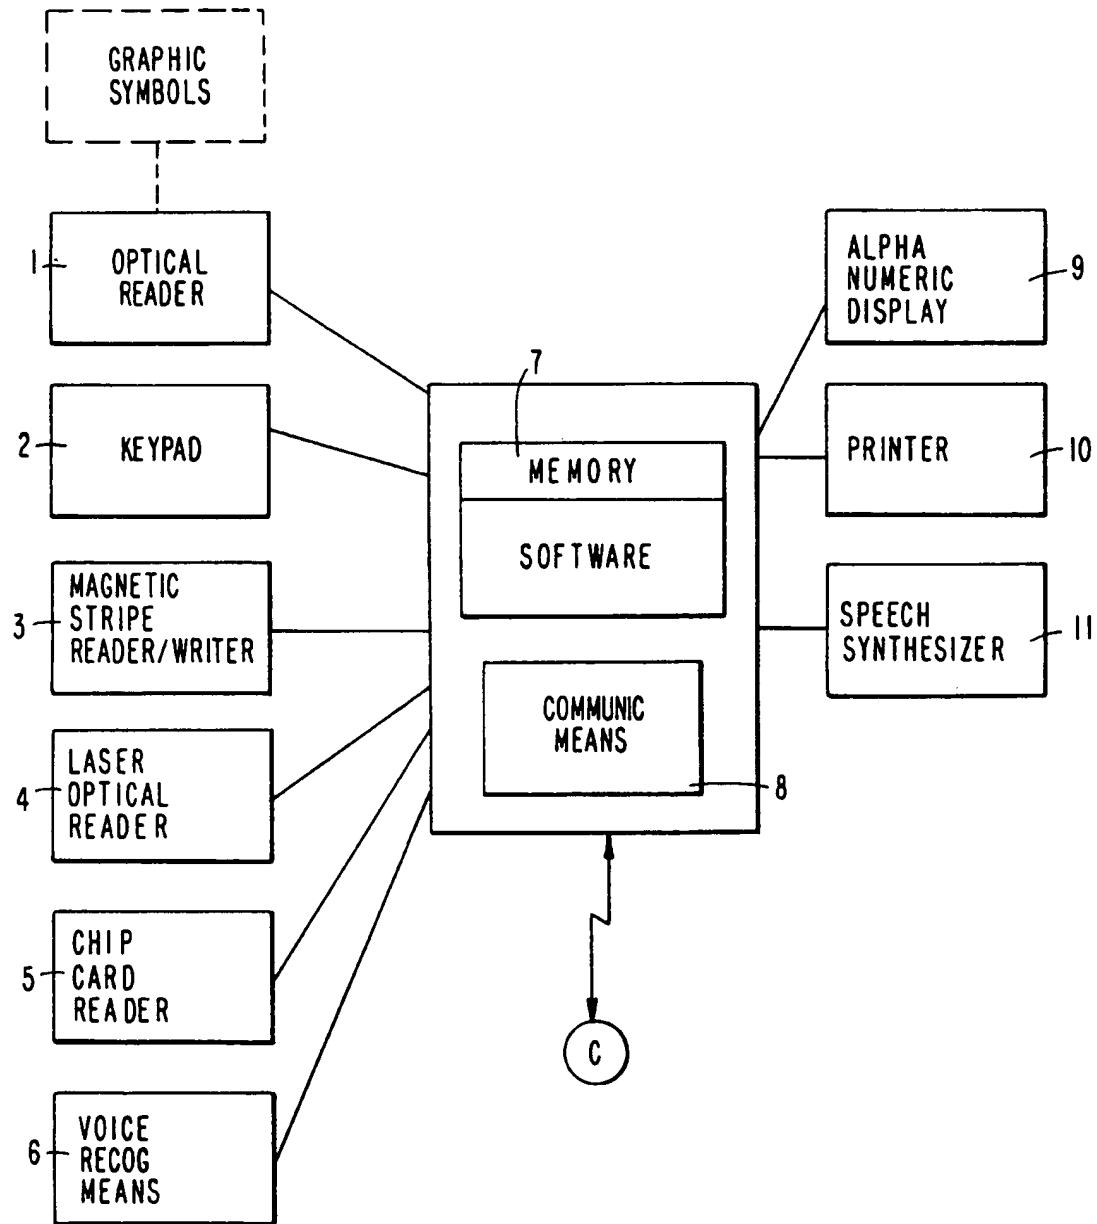 GRAPHIC
SYMBOLS
1
OPTICAL
READER
2
KEYPAD
3
MAGNETIC
STRIPE
READER/WRITER
4
LASER
OPTICAL
READER
5
CHIP
CARD
READER
6
VOICE
RECOG
MEANS
7
MEMORY
SOFTWARE
COMMUNIC
MEANS
8
C
ALPHA
NUMERIC
DISPLAY
9
PRINTER
10
SPEECH
SYNTHESIZER
11